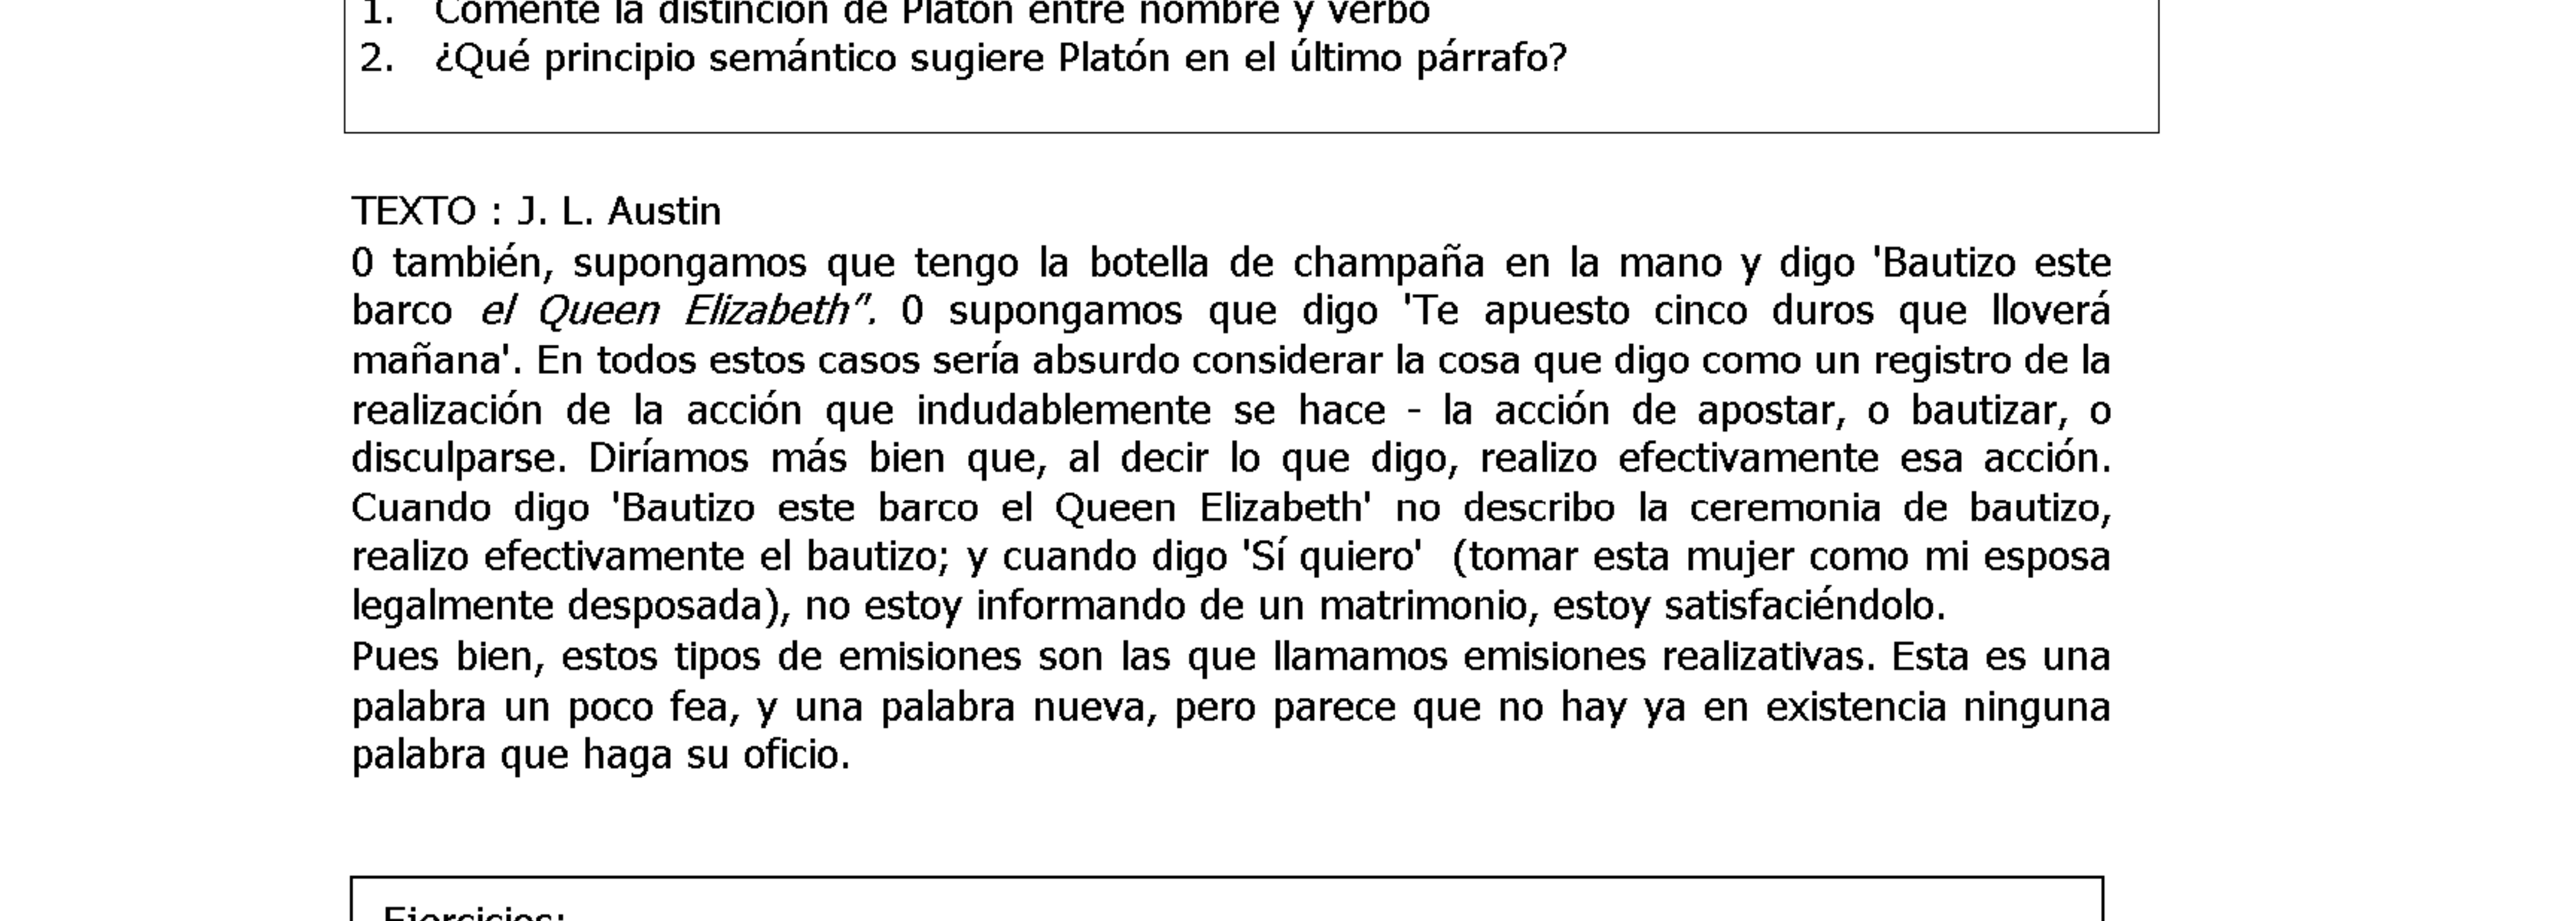 1. Comente la distinción de Platón entre nombre y verbo
2. ¿Qué principio semántico sugiere Platón en el último párrafo?
TEXTO : J. L. Austin
0 también, supongamos que tengo la botella de champaña en la mano y digo 'Bautizo este
barco el Queen Elizabeth". 0 supongamos que digo 'Te apuesto cinco duros que lloverá
mañana'. En todos estos casos sería absurdo considerar la cosa que digo como un registro de la
realización de la acción que indudablemente se hace - la acción de apostar, o bautizar, o
disculparse. Diríamos más bien que, al decir lo que digo, realizo efectivamente esa acción.
Cuando digo 'Bautizo este barco el Queen Elizabeth' no describo la ceremonia de bautizo,
realizo efectivamente el bautizo; y cuando digo 'Sí quiero' (tomar esta mujer como mi esposa
legalmente desposada), no estoy informando de un matrimonio, estoy satisfaciéndolo.
Pues bien, estos tipos de emisiones son las que llamamos emisiones realizativas. Esta es una
palabra un poco fea, y una palabra nueva, pero parece que no hay ya en existencia ninguna
palabra que haga su oficio.
Ejercicios: